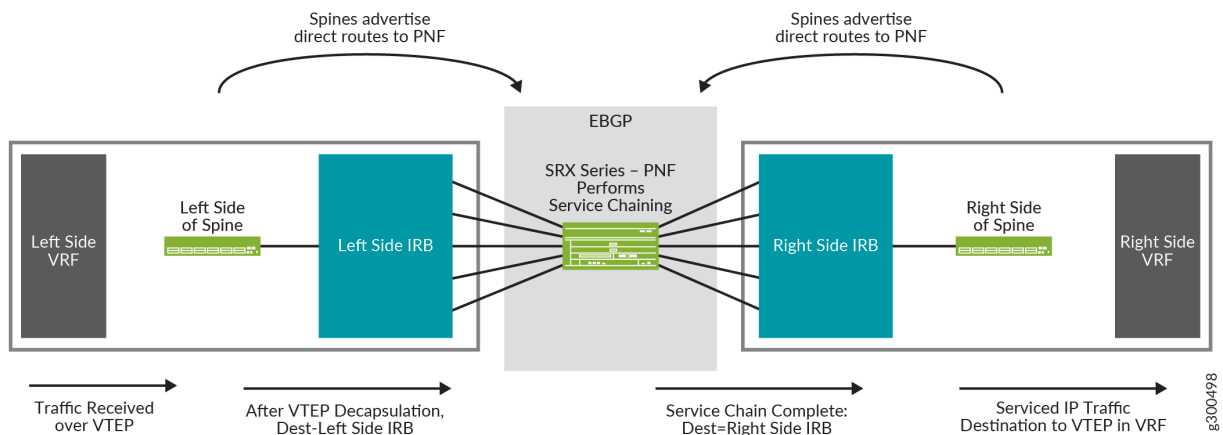 Spines advertise
direct routes to PNF
Spines advertise
direct routes to PNF
EBGP
SRX Series – PNF
Performs
Service Chaining
Left Side
VRF
Left Side
of Spine
Left Side IRB
Right Side IRB
Right Side
of Spine
Right Side
VRF
Traffic Received
over VTEP
After VTEP Decapsulation,
Dest-Left Side IRB
Service Chain Complete:
Dest=Right Side IRB
Serviced IP Traffic
Destination to VTEP in VRF
g300498